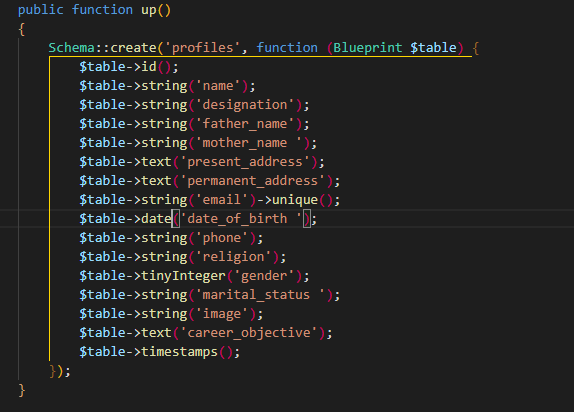 public function up()
{
Schema::create('profiles', function (Blueprint $table) {
$table->id();
$table->string('name');
$table->string('designation');
$table->string('father_name');
$table->string('mother_name ');
$table->text('present_address');
$table->text('permanent_address');
$table->string('email')->unique();
$table->date('date_of_birth ');
$table->string('phone');
$table->string('religion');
$table->tinyInteger('gender');
$table->string('marital_status ');
$table->string('image');
$table->text('career_objective');
$table->timestamps();
});
}